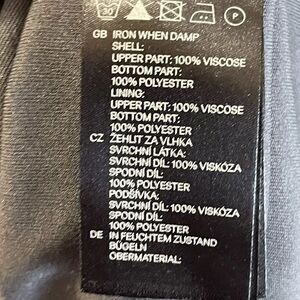 30
P
GB IRON WHEN DAMP
SHELL:
UPPER PART: 100% VISCOSE
BOTTOM PART:
100% POLYESTER
LINING:
UPPER PART: 100% VISCOSE
BOTTOM PART:
100% POLYESTER
CZ ŽEHLIT ZA VLHKA
SVRCHNÍ LÁTKA:
SVRCHNÍ DÍL: 100% VISKÓZA
SPODNÍ DÍL:
100% POLYESTER
PODŠÍVKA:
SVRCHNÍ DÍL: 100% VISKÓZA
SPODNÍ DÍL:
100% POLYESTER
DE IN FEUCHTEM ZUSTAND
BÜGELN
OBERMATERIAL: